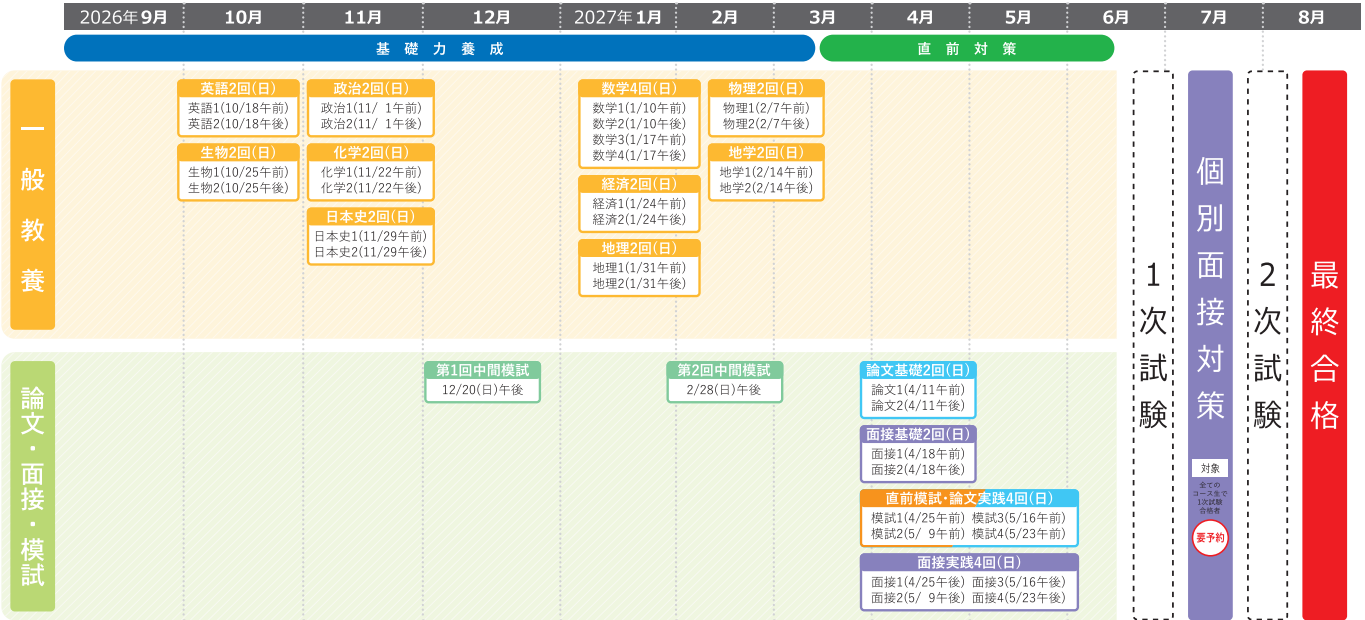 2026年 9月 10月 11月 12月 2027年 1月 2月 3月 4月 5月 6月 7月 8月
基礎力養成
直前対策
一般教養
英語2回(日)
英語1(10/18午前)
英語2(10/18午後)
生物2回(日)
生物1(10/25午前)
生物2(10/25午後)
政治2回(日)
政治1(11/ 1午前)
政治2(11/ 1午後)
化学2回(日)
化学1(11/22午前)
化学2(11/22午後)
日本史2回(日)
日本史1(11/29午前)
日本史2(11/29午後)
数学4回(日)
数学1(1/10午前)
数学2(1/10午後)
数学3(1/17午前)
数学4(1/17午後)
経済2回(日)
経済1(1/24午前)
経済2(1/24午後)
地理2回(日)
地理1(1/31午前)
地理2(1/31午後)
物理2回(日)
物理1(2/7午前)
物理2(2/7午後)
地学2回(日)
地学1(2/14午前)
地学2(2/14午後)
論文・面接・模試
第1回中間模試
12/20(日)午後
第2回中間模試
2/28(日)午後
論文基礎2回(日)
論文1(4/11午前)
論文2(4/11午後)
面接基礎2回(日)
面接1(4/18午前)
面接2(4/18午後)
直前模試・論文実践4回(日)
模試1(4/25午前) 模試3(5/16午前)
模試2(5/ 9午前) 模試4(5/23午前)
面接実践4回(日)
面接1(4/25午後) 面接3(5/16午後)
面接2(5/ 9午後) 面接4(5/23午後)
1次試験
個別面接対策
対象
全ての
コース生で
1次試験
合格者
要予約
2次試験
最終合格